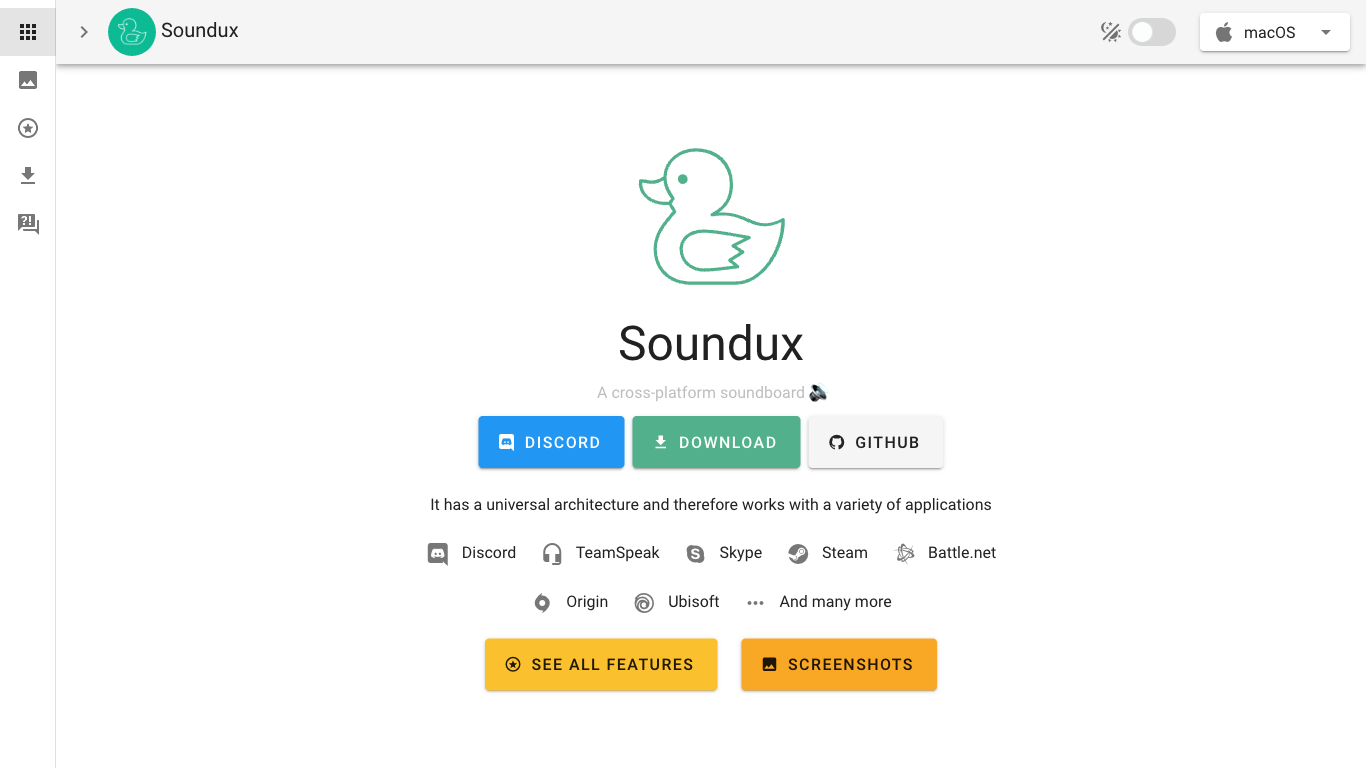 Soundux
macOS
Soundux
A cross-platform soundboard
DISCORD
DOWNLOAD
GITHUB
It has a universal architecture and therefore works with a variety of applications
Discord
TeamSpeak
Skype
Steam
Battle.net
Origin
Ubisoft
And many more
SEE ALL FEATURES
SCREENSHOTS